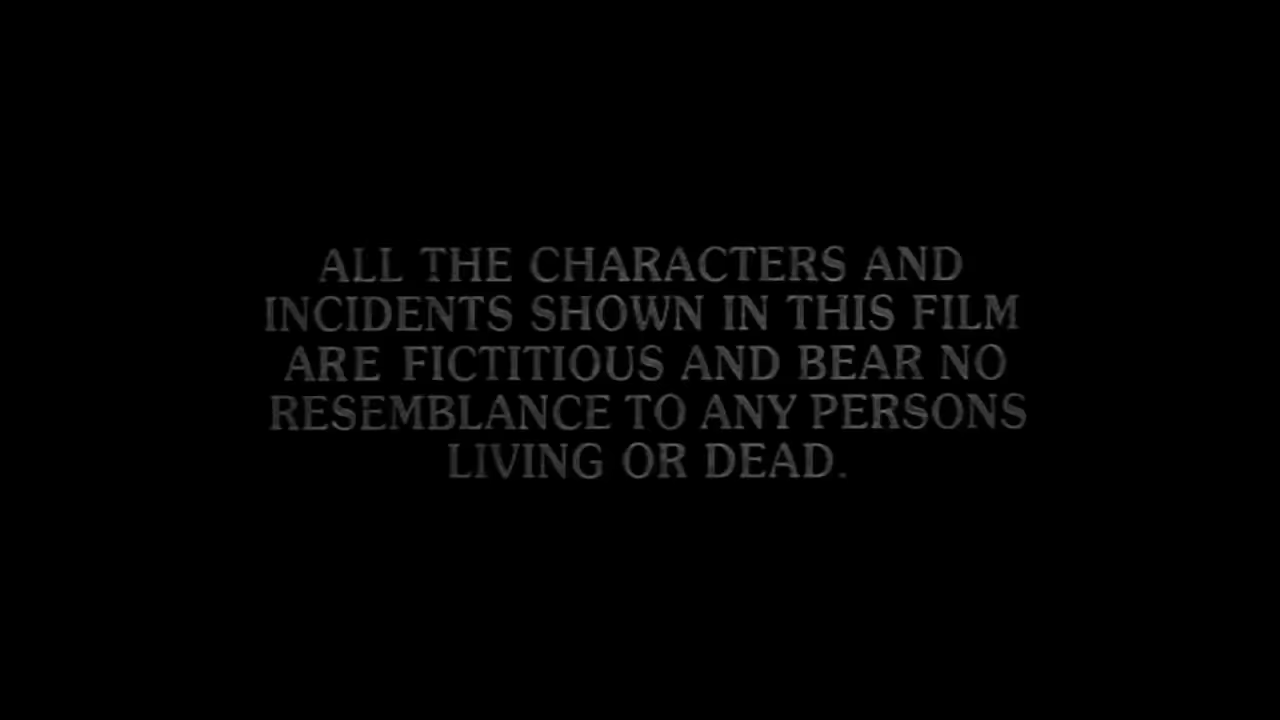 ALL THE CHARACTERS AND
INCIDENTS SHOWN IN THIS FILM
ARE FICTITIOUS AND BEAR NO
RESEMBLANCE TO ANY PERSONS
LIVING OR DEAD.